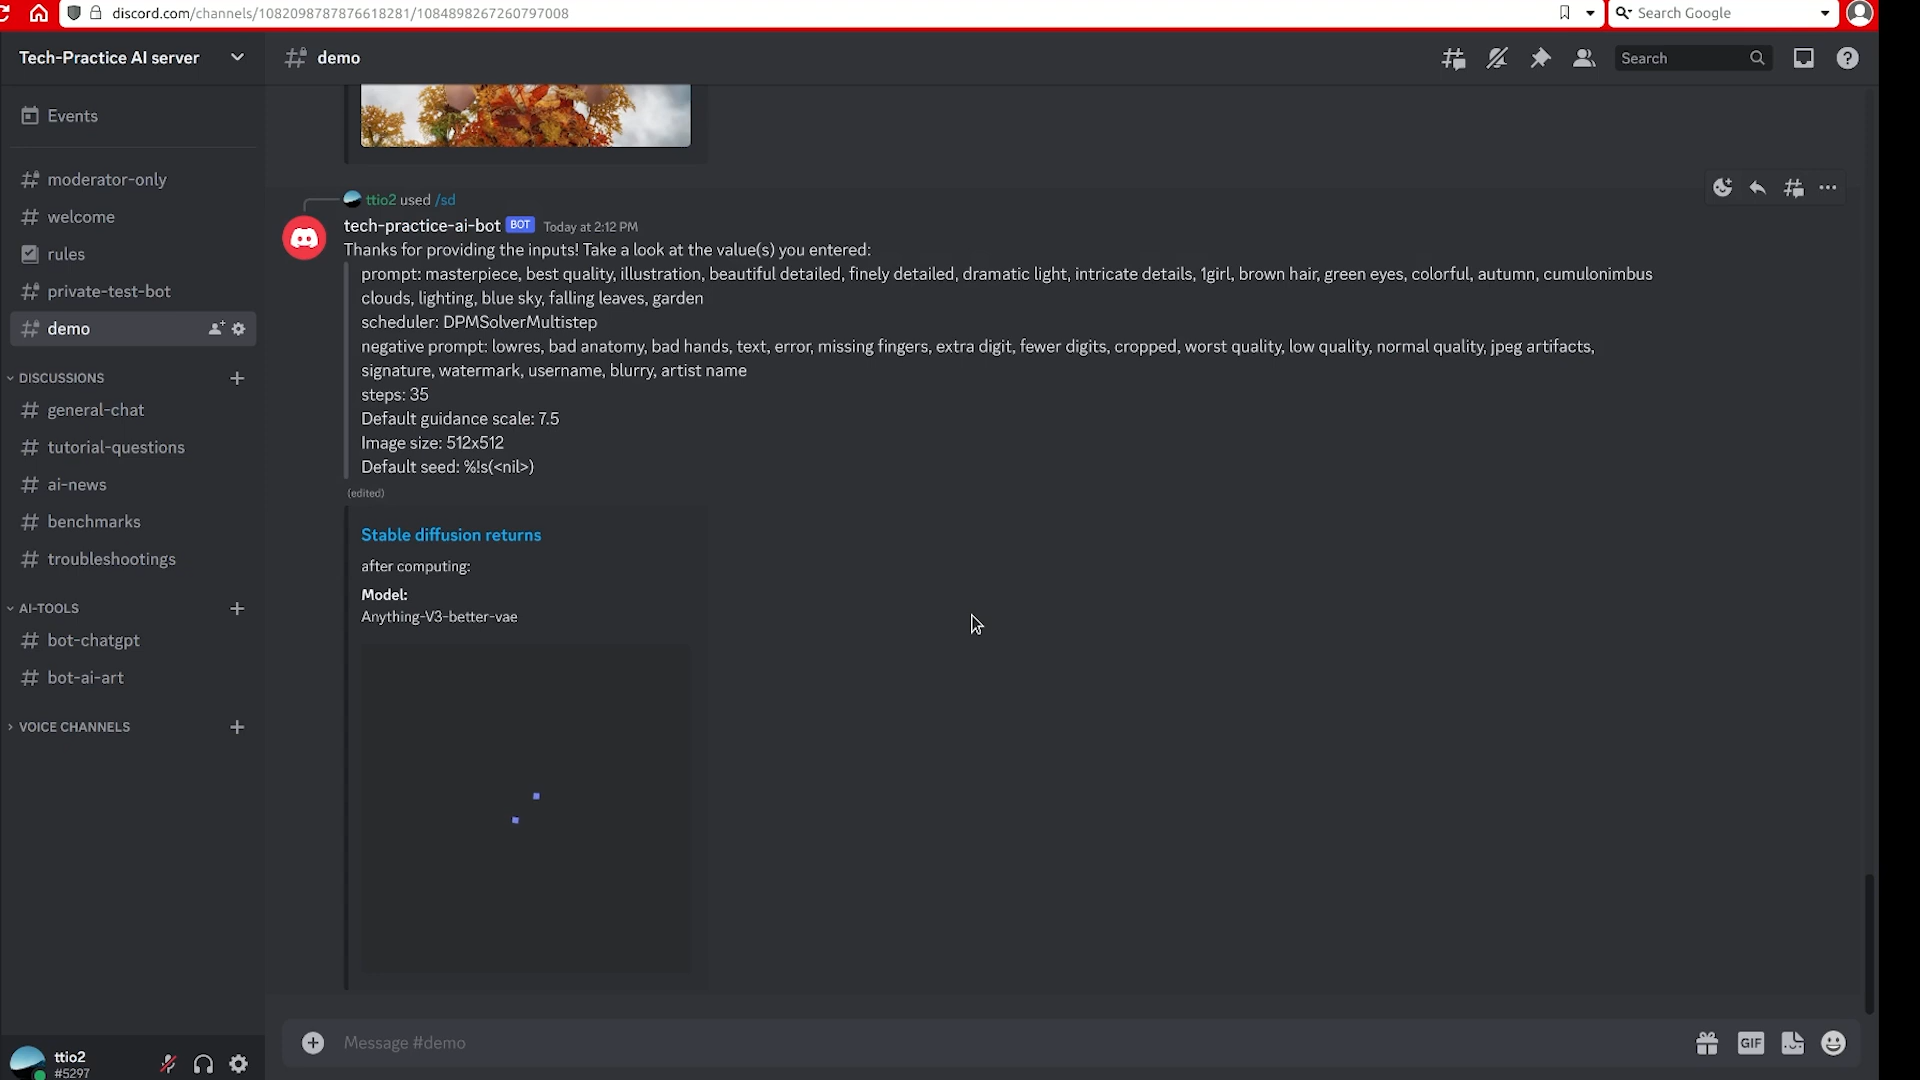 discord.com/channels/1082098787876618281/1084898267260797008
Search Google
Tech-Practice AI server
demo
Search
Events
moderator-only
welcome
rules
private-test-bot
demo
DISCUSSIONS
general-chat
tutorial-questions
ai-news
benchmarks
troubleshootings
AI-TOOLS
bot-chatgpt
bot-ai-art
VOICE CHANNELS
ttio2
#5297
ttio2 used /sd
tech-practice-ai-bot BOT Today at 2:12 PM
Thanks for providing the inputs! Take a look at the value(s) you entered:
prompt: masterpiece, best quality, illustration, beautiful detailed, finely detailed, dramatic light, intricate details, 1girl, brown hair, green eyes, colorful, autumn, cumulonimbus
clouds, lighting, blue sky, falling leaves, garden
scheduler: DPMSolverMultistep
negative prompt: lowres, bad anatomy, bad hands, text, error, missing fingers, extra digit, fewer digits, cropped, worst quality, low quality, normal quality, jpeg artifacts,
signature, watermark, username, blurry, artist name
steps: 35
Default guidance scale: 7.5
Image size: 512x512
Default seed: %!s(<nil>)
(edited)
Stable diffusion returns
after computing:
Model:
Anything-V3-better-vae
Message #demo
GIF